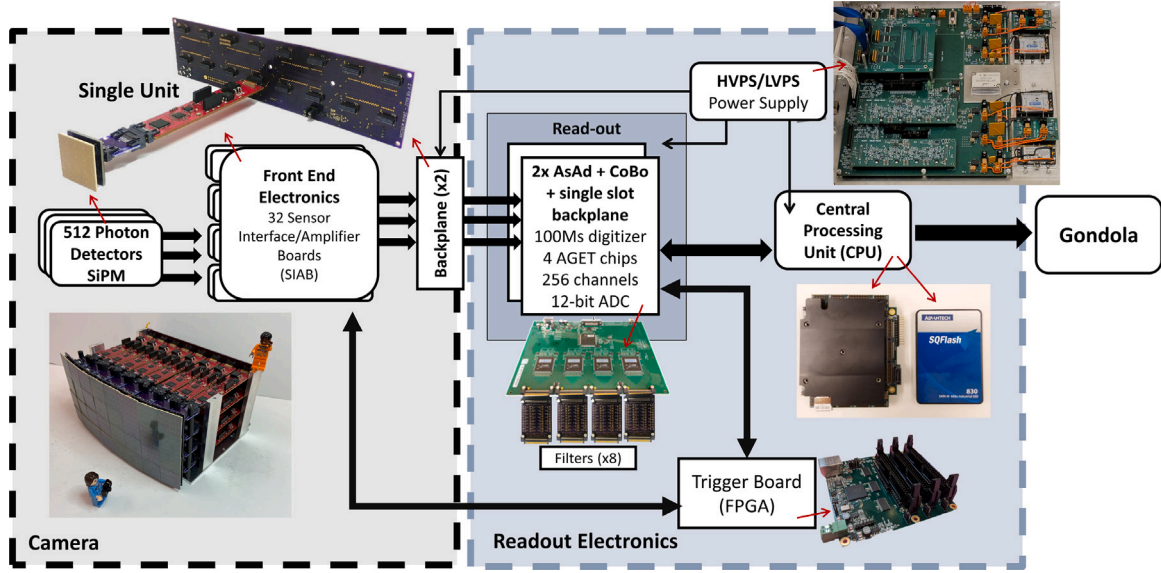 Single Unit
HVPS/LVPS
Power Supply
Read-out
Front End
Electronics
32 Sensor
Interface/Amplifier
Boards
(SIAB)
512 Photon
Detectors
SiPM
Backplane (x2)
2x AsAd + CoBo
+ single slot
backplane
100Ms digitizer
4 AGET chips
256 channels
12-bit ADC
Central
Processing
Unit (CPU)
Gondola
ADVANTECH
SQFlash
830
Filters (x8)
Trigger Board
(FPGA)
Camera
Readout Electronics